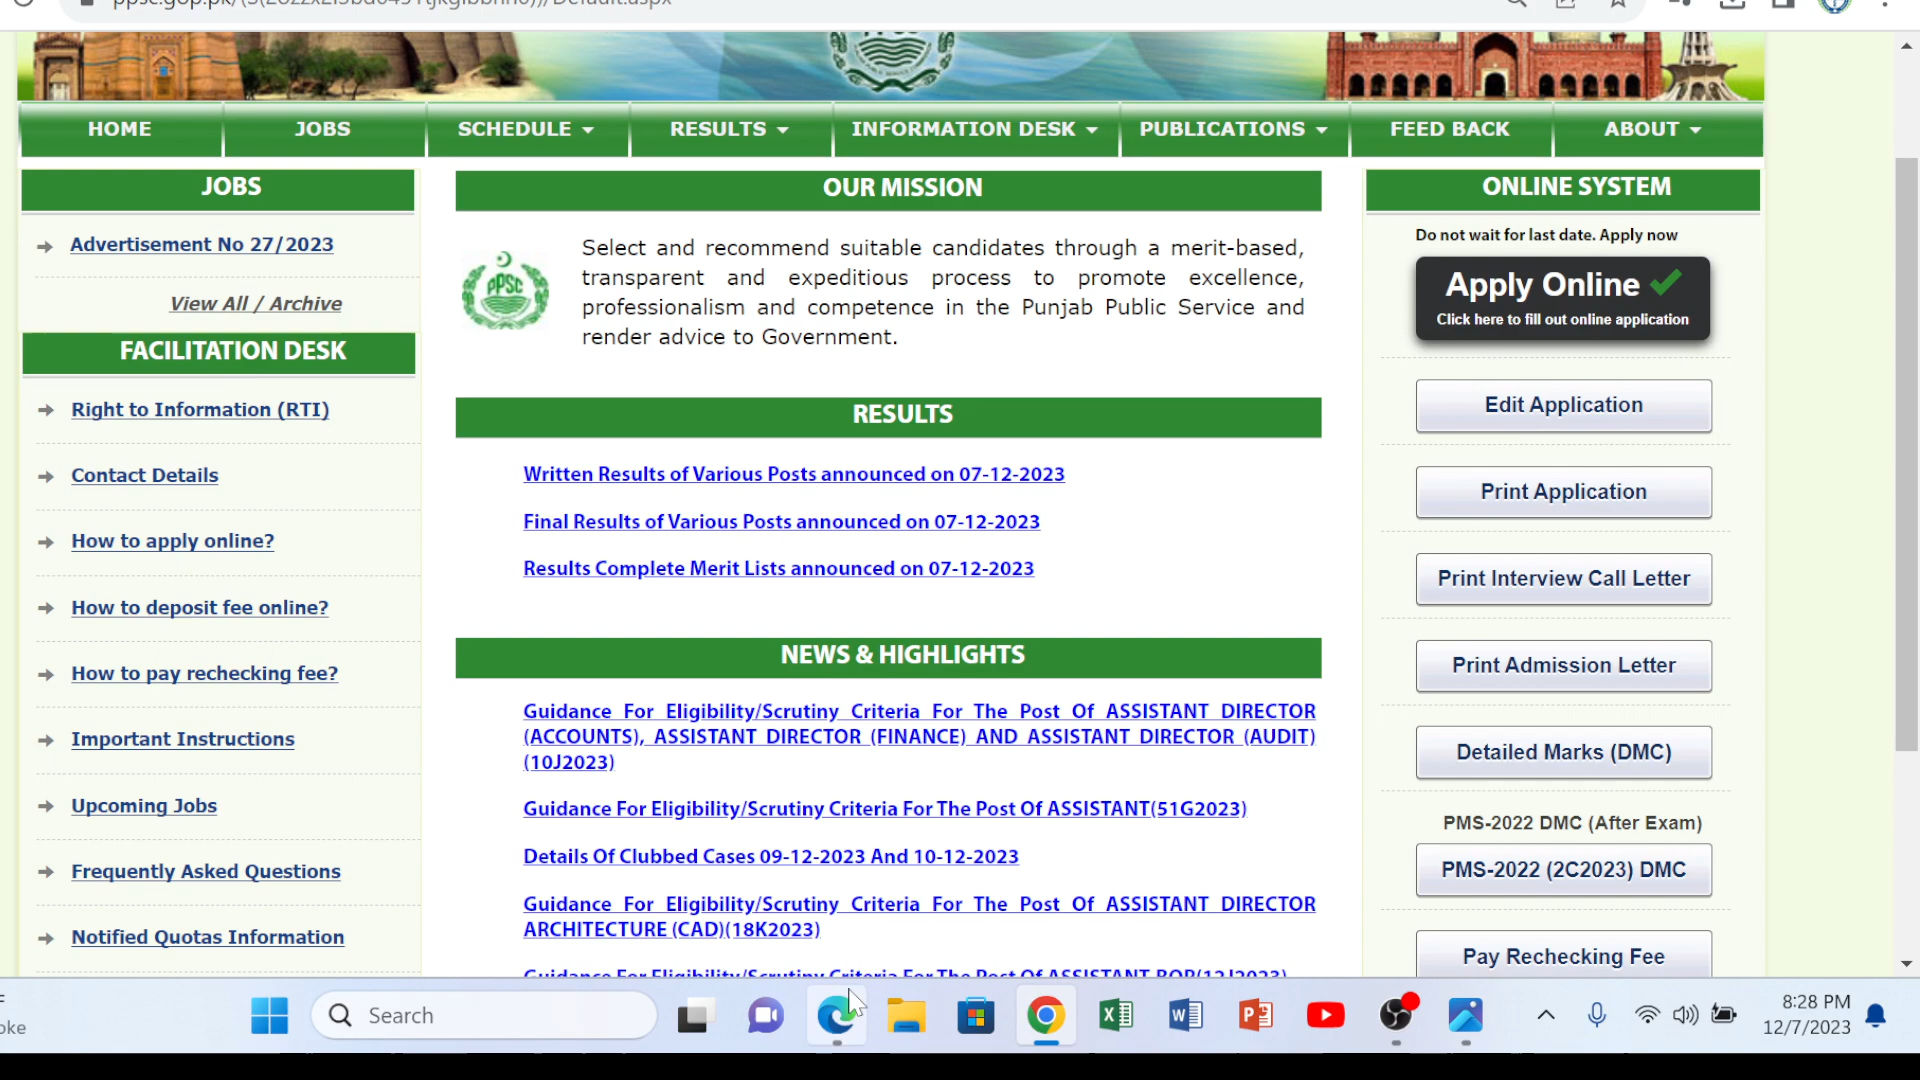 HOME
JOBS
SCHEDULE
RESULTS
INFORMATION DESK
PUBLICATIONS
FEED BACK
ABOUT
JOBS
Advertisement No 27/2023
View All / Archive
FACILITATION DESK
Right to Information (RTI)
Contact Details
How to apply online?
How to deposit fee online?
How to pay rechecking fee?
Important Instructions
Upcoming Jobs
Frequently Asked Questions
Notified Quotas Information
OUR MISSION
PPSC
Select and recommend suitable candidates through a merit-based,
transparent and expeditious process to promote excellence,
professionalism and competence in the Punjab Public Service and
render advice to Government.
RESULTS
Written Results of Various Posts announced on 07-12-2023
Final Results of Various Posts announced on 07-12-2023
Results Complete Merit Lists announced on 07-12-2023
NEWS & HIGHLIGHTS
Guidance For Eligibility/Scrutiny Criteria For The Post Of ASSISTANT DIRECTOR
(ACCOUNTS), ASSISTANT DIRECTOR (FINANCE) AND ASSISTANT DIRECTOR (AUDIT)
(10J2023)
Guidance For Eligibility/Scrutiny Criteria For The Post Of ASSISTANT(51G2023)
Details Of Clubbed Cases 09-12-2023 And 10-12-2023
Guidance For Eligibility/Scrutiny Criteria For The Post Of ASSISTANT DIRECTOR
ARCHITECTURE (CAD)(18K2023)
Guidance For Eligibility/Scrutiny Criteria For The Post Of ASSISTANT
ONLINE SYSTEM
Do not wait for last date. Apply now
Apply Online
Click here to fill out online application
Edit Application
Print Application
Print Interview Call Letter
Print Admission Letter
Detailed Marks (DMC)
PMS-2022 DMC (After Exam)
PMS-2022 (2C2023) DMC
Pay Rechecking Fee
Search
8:28 PM
12/7/2023